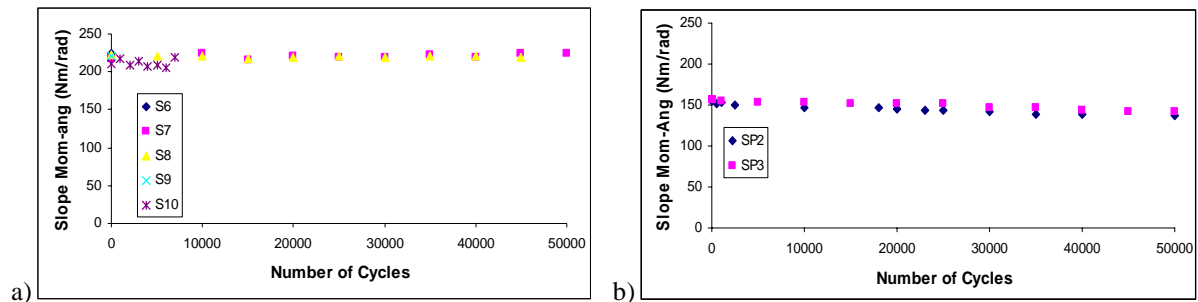 a)
Slope Mom-ang (Nm/rad)
250
200
150
100
50
0
S6
S7
S8
S9
S10
0 10000 20000 30000 40000 50000
Number of Cycles
b)
Slope Mom-Ang (Nm/rad)
250
200
150
100
50
0
SP2
SP3
0 10000 20000 30000 40000 50000
Number of Cycles